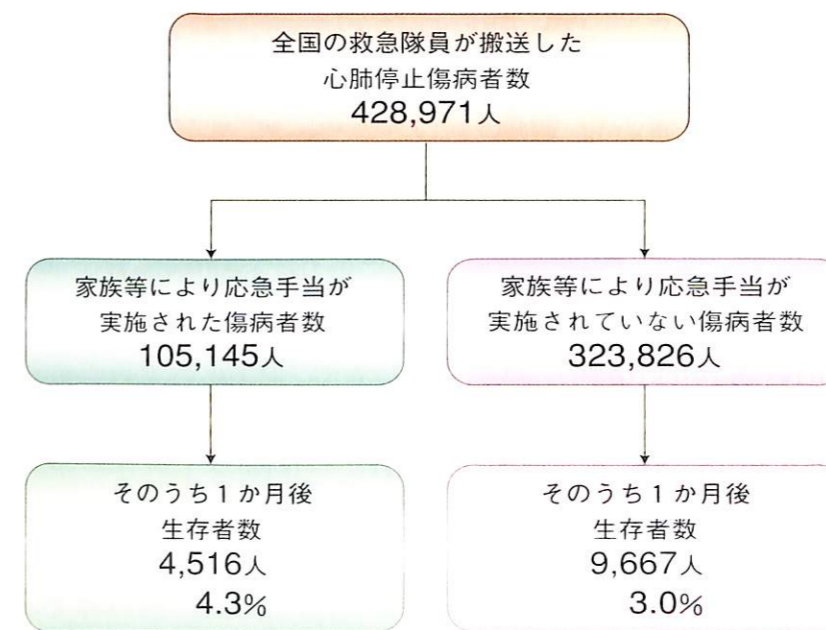 全国の救急隊員が搬送した
心肺停止傷病者数
428,971人
家族等により応急手当が
実施された傷病者数
105,145人
家族等により応急手当が
実施されていない傷病者数
323,826人
そのうち1か月後
生存者数
4,516人
4.3%
そのうち1か月後
生存者数
9,667人
3.0%